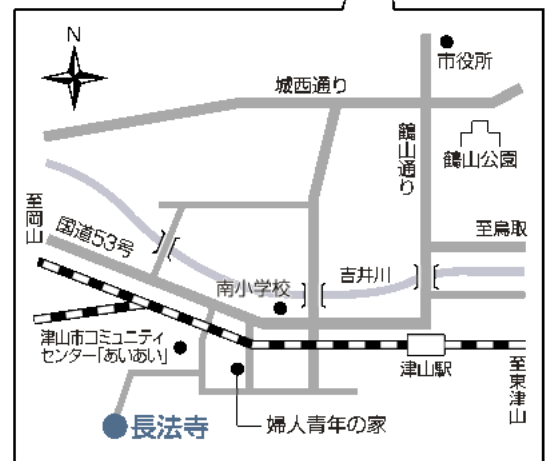 N
市役所
城西通り
鶴山通り
鶴山公園
至岡山
国道53号
至鳥取
吉井川
南小学校
津山市コミュニティ
センター「あいあい」
津山駅
至東津山
婦人青年の家
長法寺